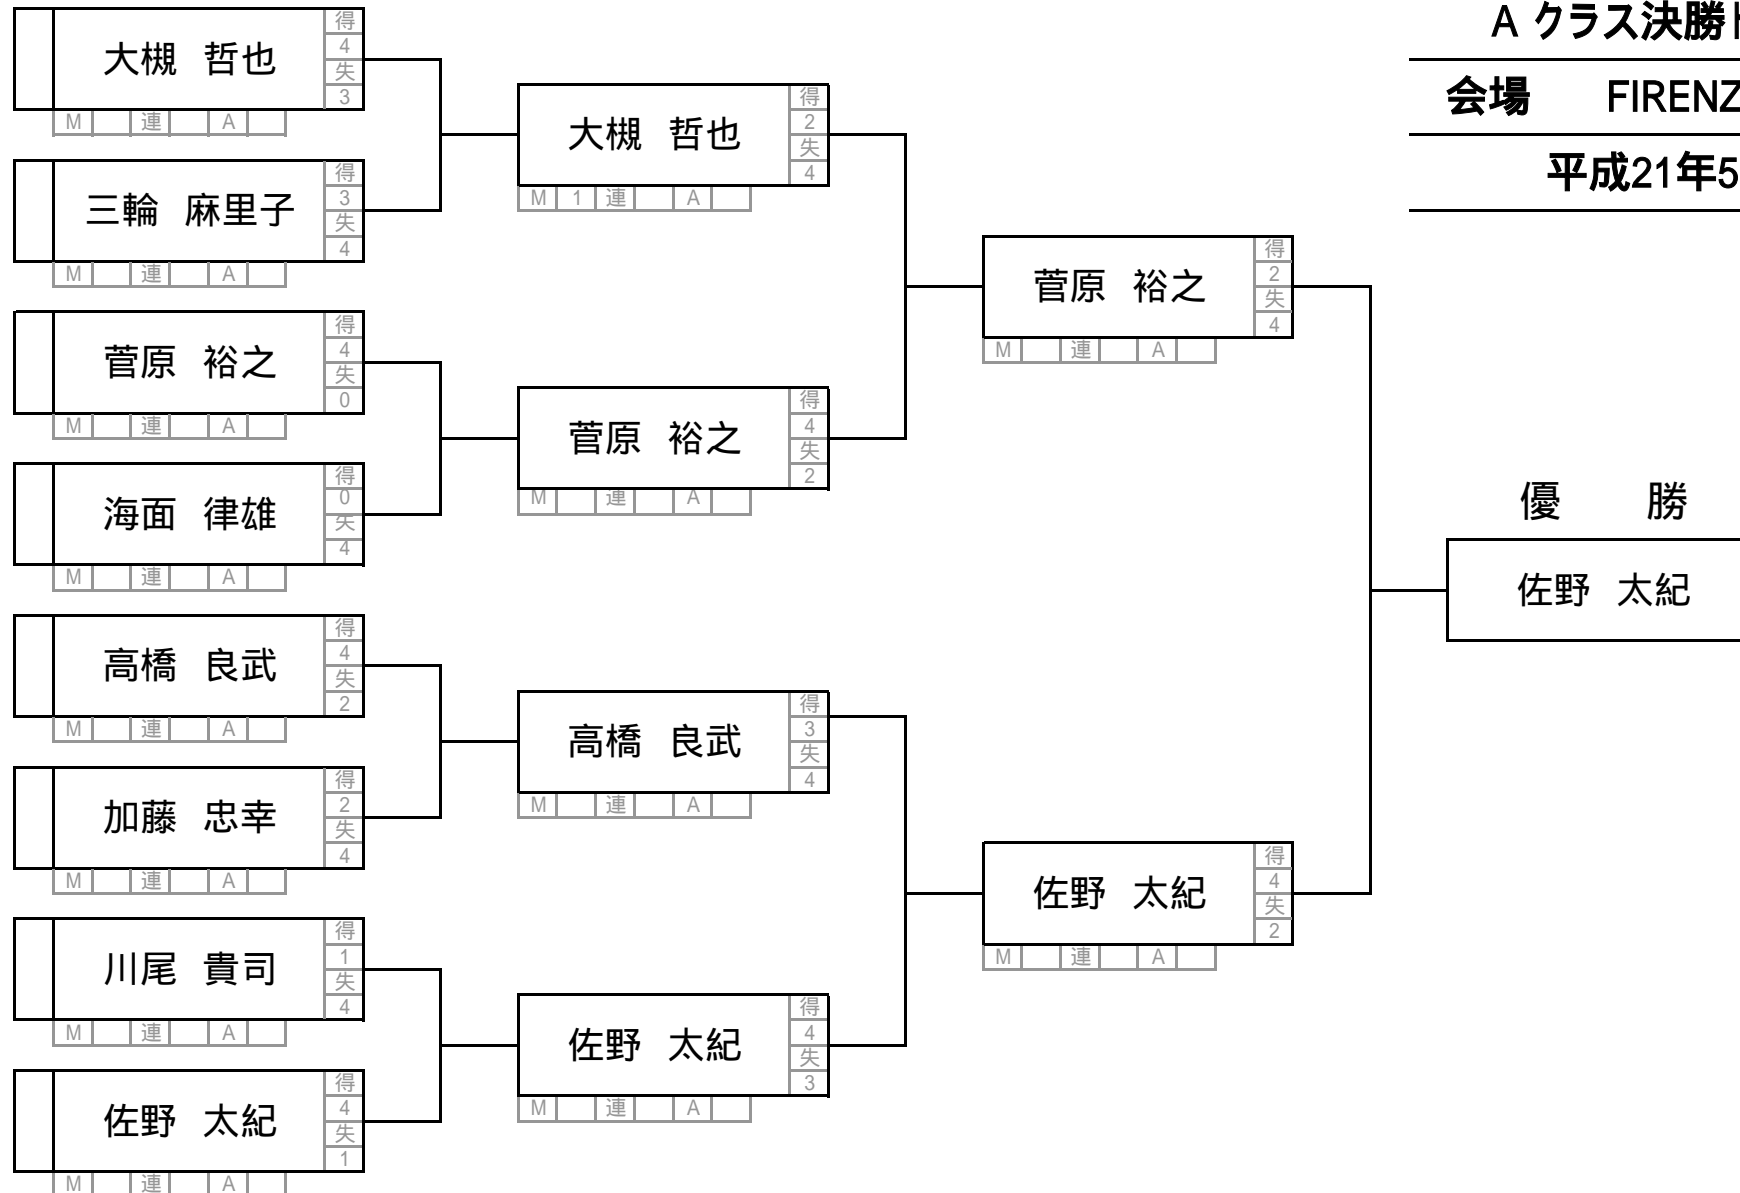 A クラス決勝ト
会場 FIRENZ
平成21年5
大槻 哲也
得 4 失 3
M 連 A
三輪 麻里子
得 3 失 4
M 連 A
菅原 裕之
得 4 失 0
M 連 A
海面 律雄
得 0 失 4
M 連 A
高橋 良武
得 4 失 2
M 連 A
加藤 忠幸
得 2 失 4
M 連 A
川尾 貴司
得 1 失 4
M 連 A
佐野 太紀
得 4 失 1
M 連 A
大槻 哲也
得 2 失 4
M 1 連 A
菅原 裕之
得 4 失 2
M 連 A
高橋 良武
得 3 失 4
M 連 A
佐野 太紀
得 4 失 3
M 連 A
菅原 裕之
得 2 失 4
M 連 A
佐野 太紀
得 4 失 2
M 連 A
優 勝
佐野 太紀